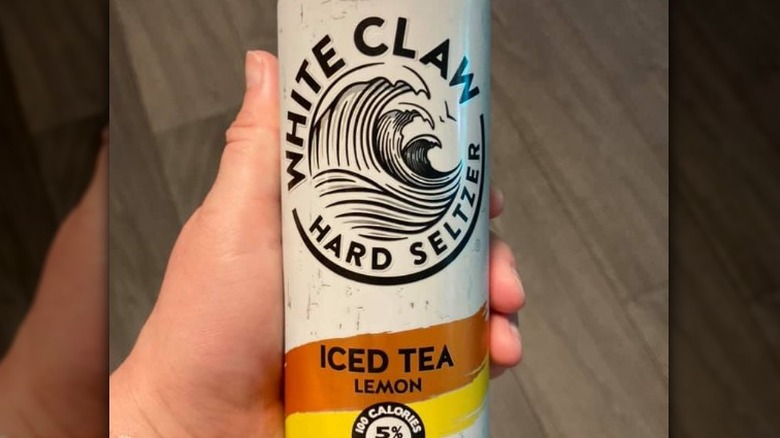 WHITE CLAW
HARD SELTZER
ICED TEA
LEMON
100 CALORIES
5%